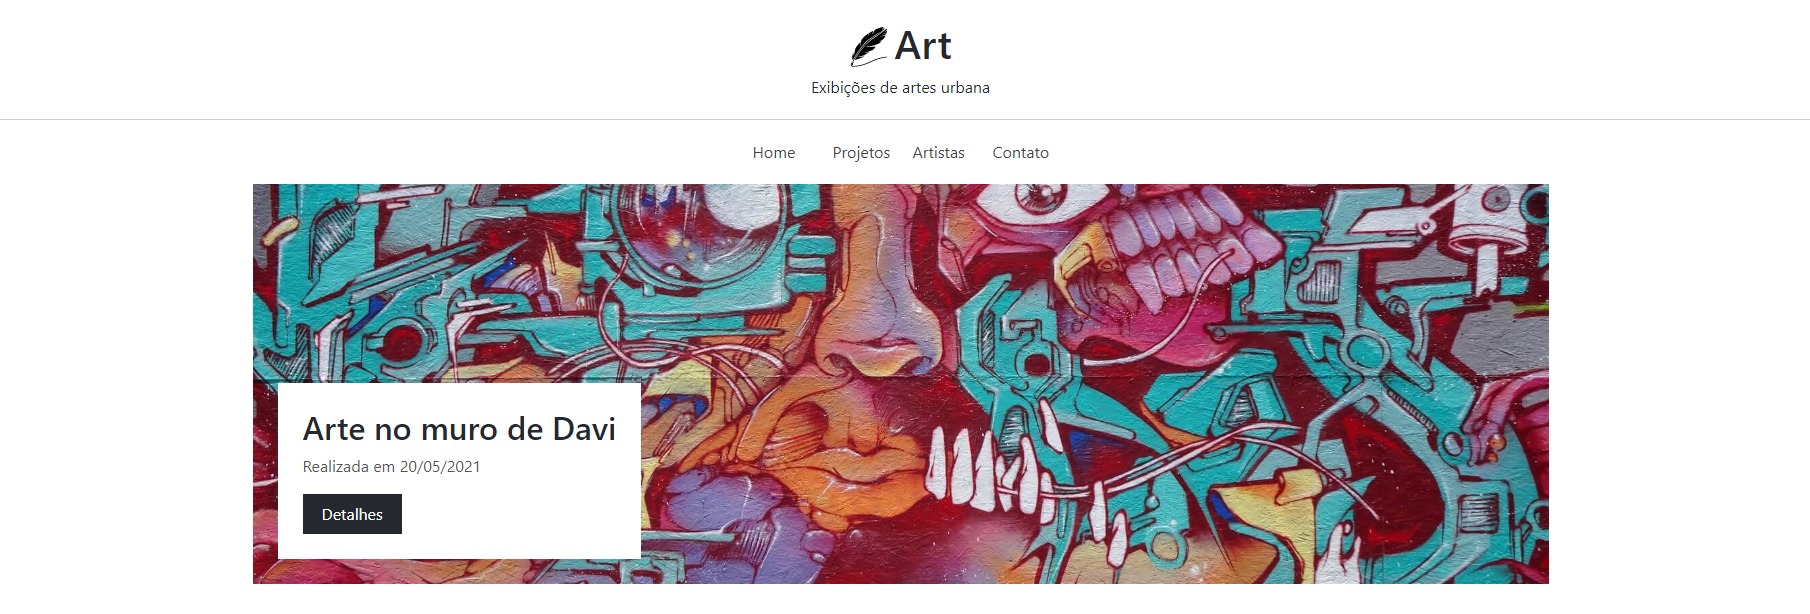 Art
Exibições de artes urbana
Home Projetos Artistas Contato
Arte no muro de Davi
Realizada em 20/05/2021
Detalhes